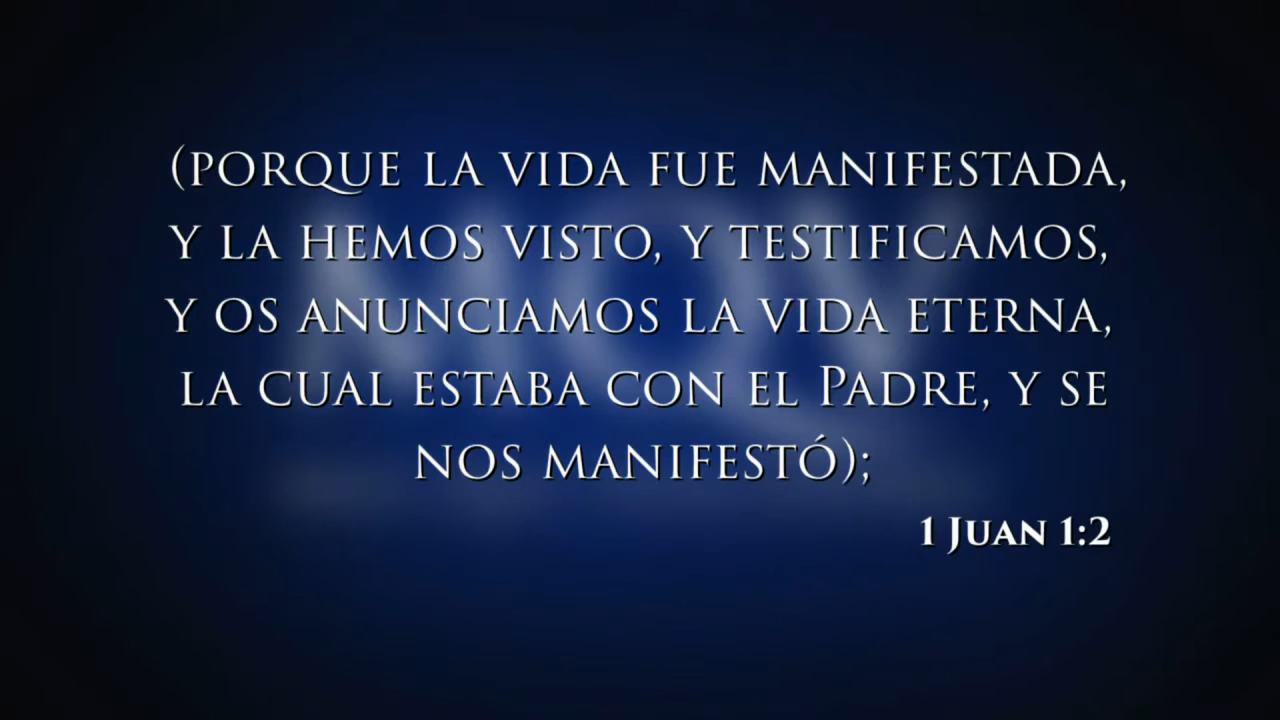 (porque la vida fue manifestada,
y la hemos visto, y testificamos,
y os anunciamos la vida eterna,
la cual estaba con el Padre, y se
nos manifestó);
1 Juan 1:2